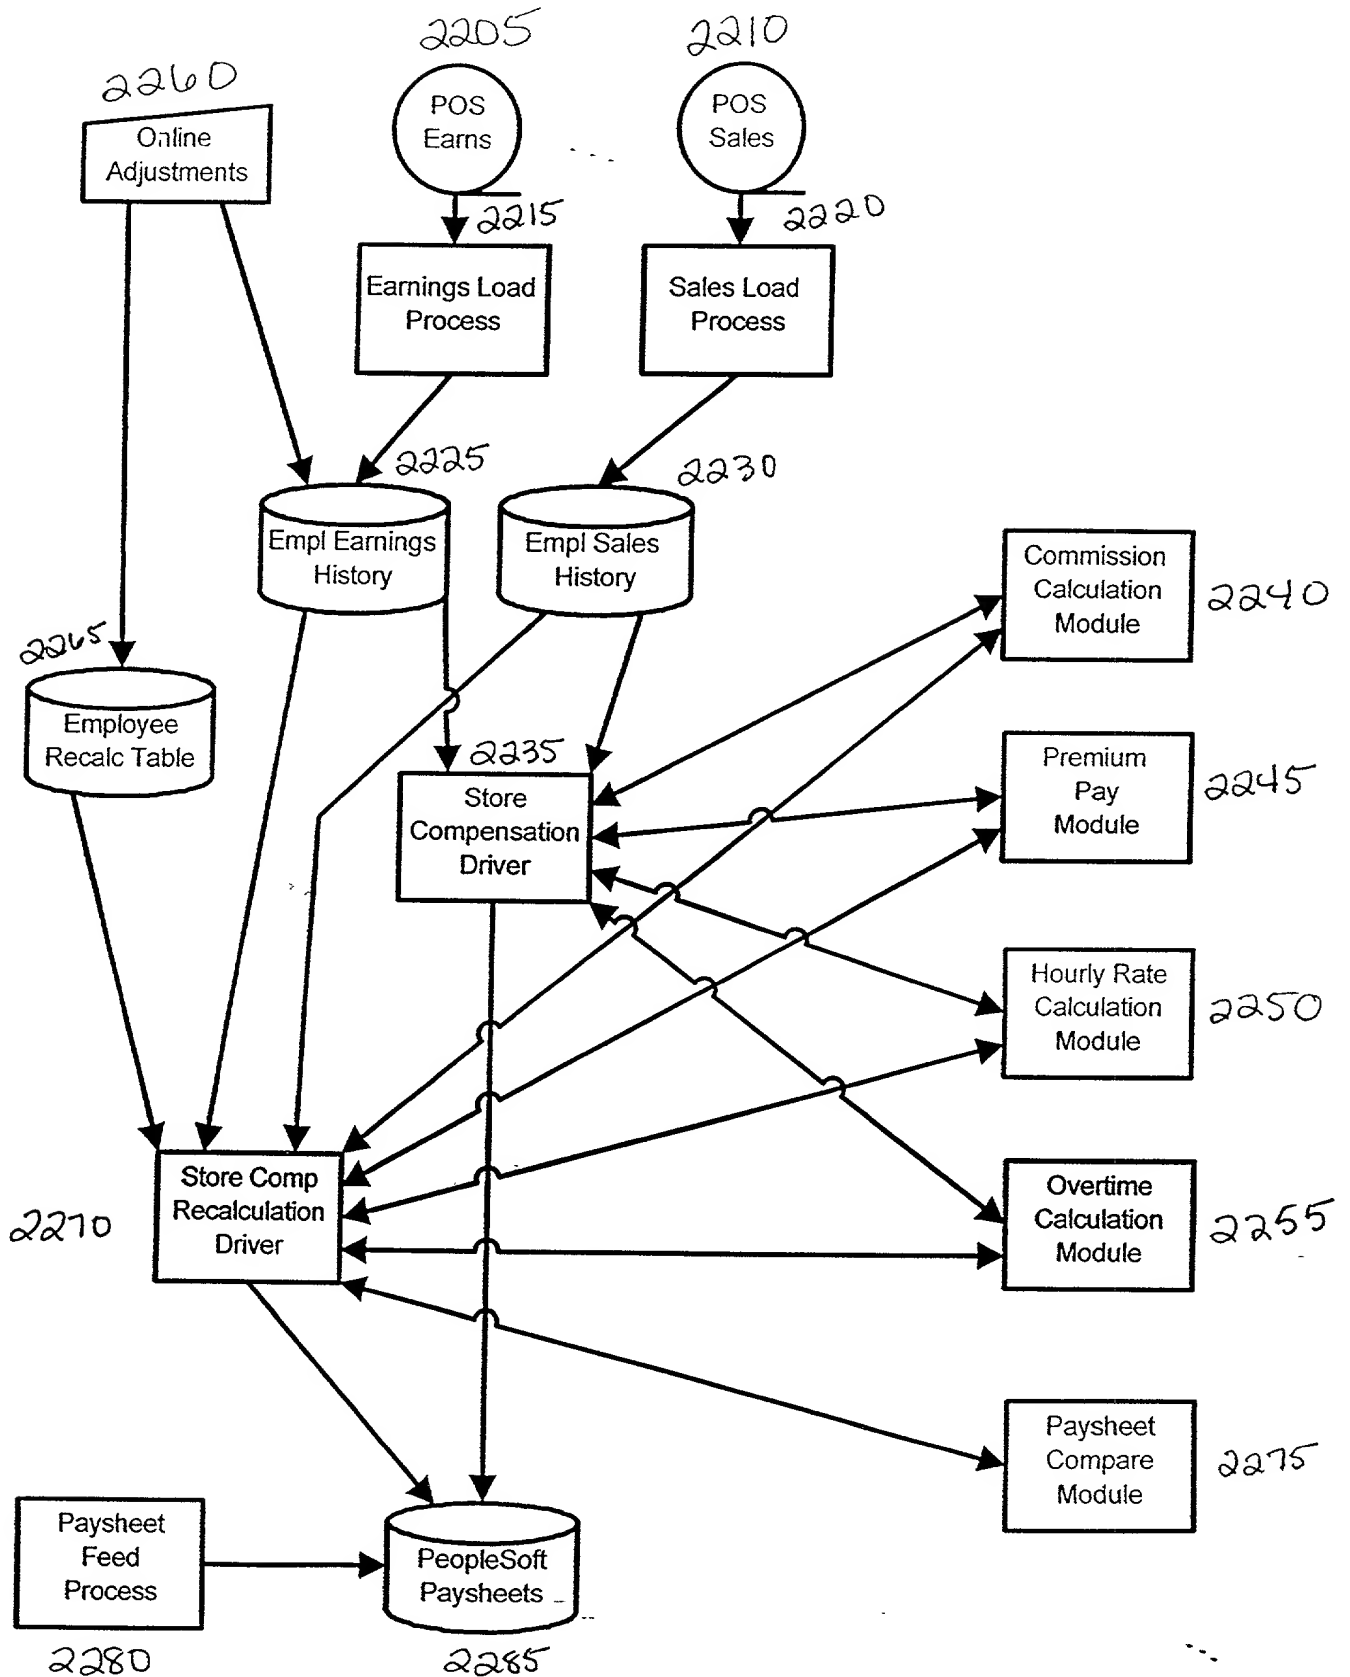 2205
2210
2260
POS
Earns
POS
Sales
Online
Adjustments
2215
2220
Earnings Load
Process
Sales Load
Process
2225
2230
Empl Earnings
History
Empl Sales
History
Commission
Calculation
Module
2240
2265
Employee
Recalc Table
2235
Store
Compensation
Driver
Premium
Pay
Module
2245
Hourly Rate
Calculation
Module
2250
Store Comp
Recalculation
Driver
2270
Overtime
Calculation
Module
2255
Paysheet
Compare
Module
2275
Paysheet
Feed
Process
2280
PeopleSoft
Paysheets
2285